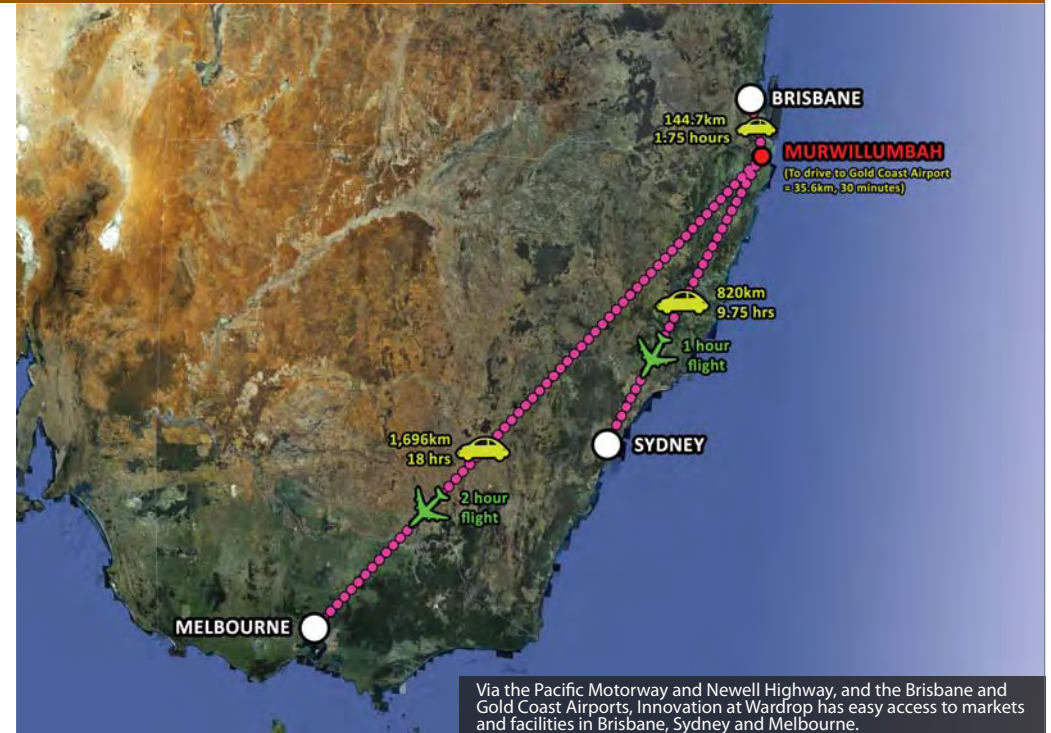 BRISBANE
144.7km
1.75 hours
MURWILLUMBAH
(To drive to Gold Coast Airport
= 35.6km, 30 minutes)
820km
9.75 hrs
1 hour
flight
1,696km
18 hrs
SYDNEY
2 hour
flight
MELBOURNE
Via the Pacific Motorway and Newell Highway, and the Brisbane and
Gold Coast Airports, Innovation at Wardrop has easy access to markets
and facilities in Brisbane, Sydney and Melbourne.